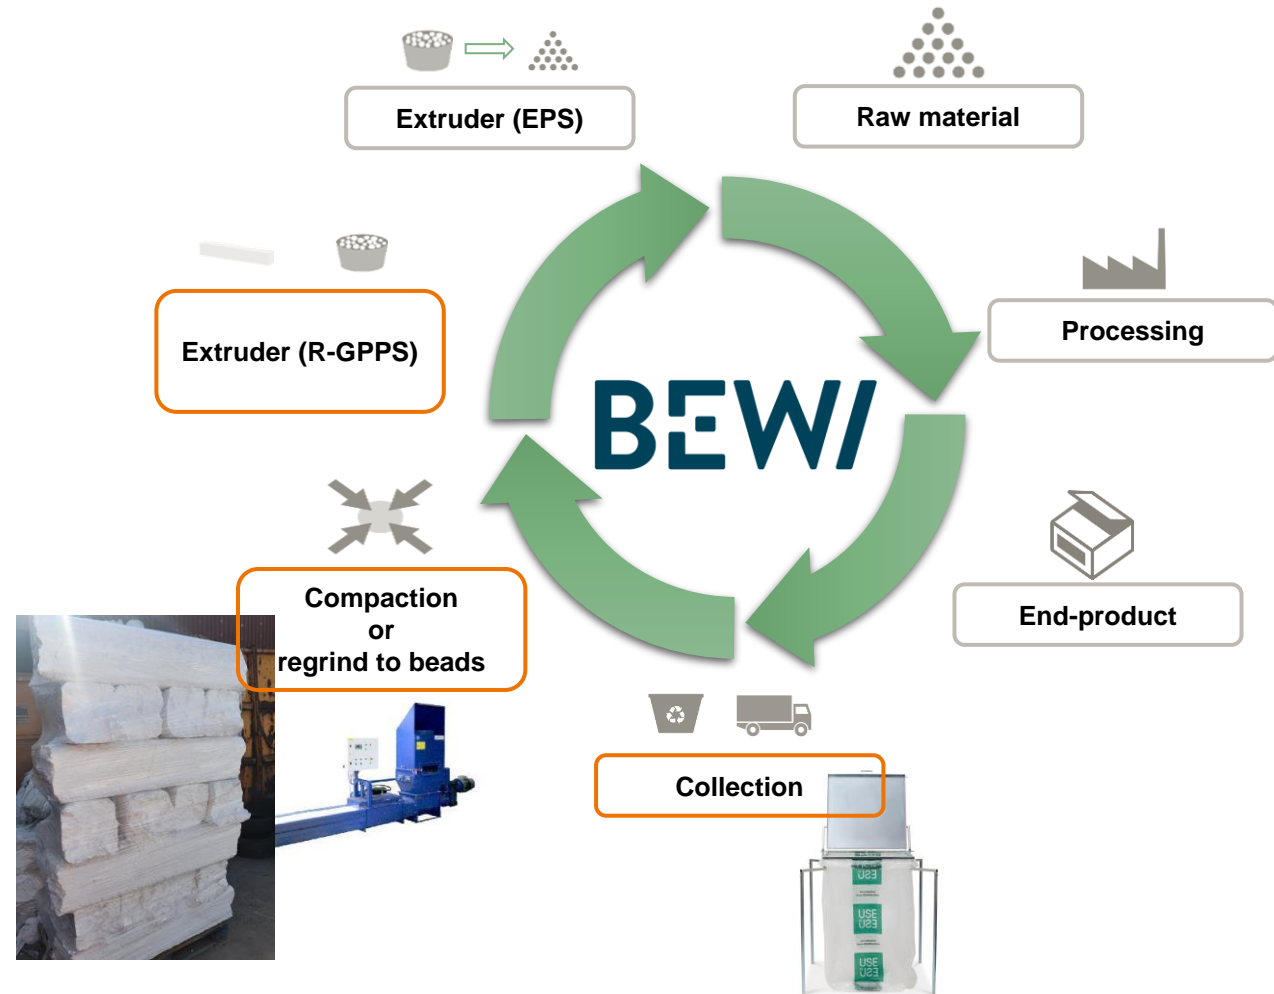 Extruder (EPS)
Raw material
Extruder (R-GPPS)
Processing
BEWI
Compaction
or
regrind to beads
End-product
Collection
USE
USE
USE